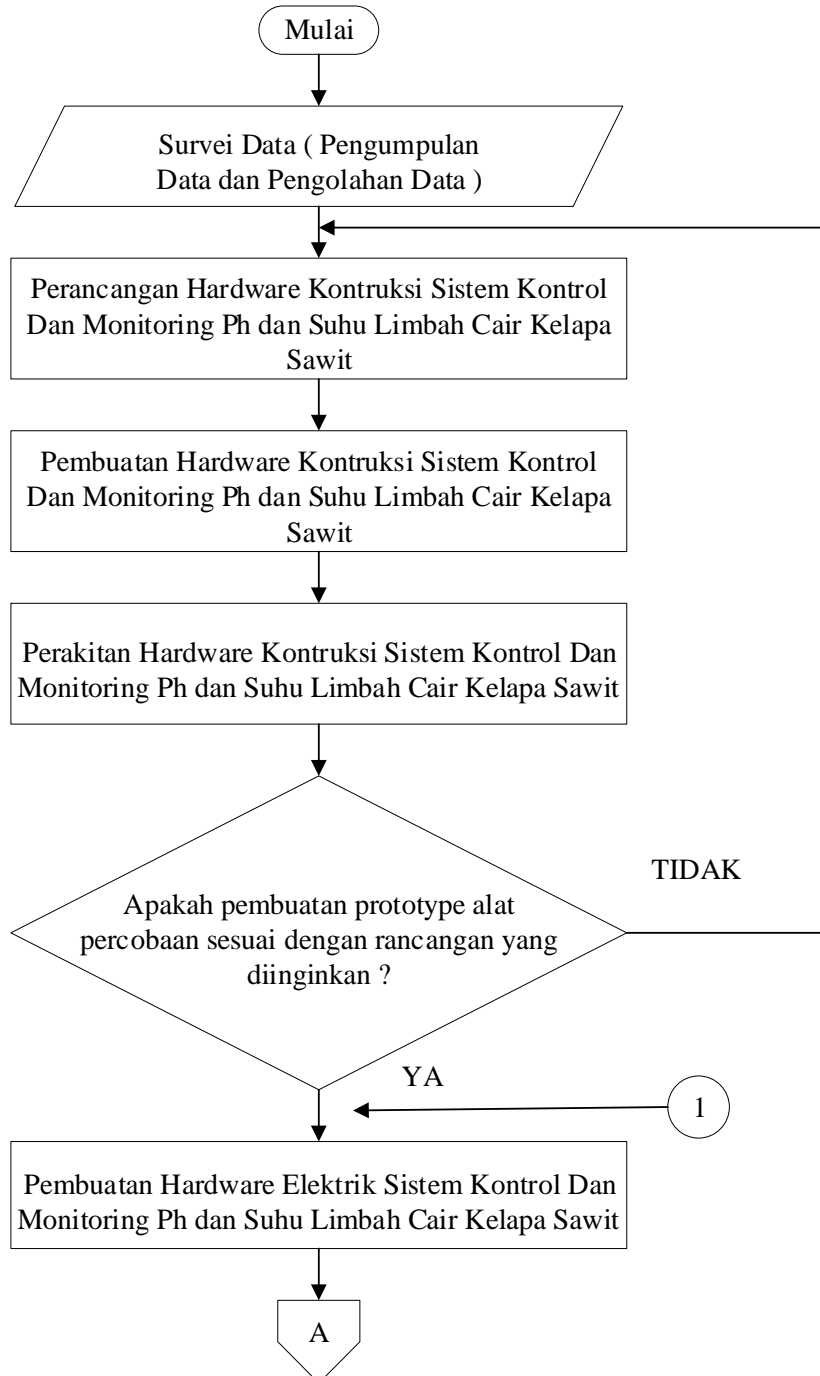 Mulai
Survei Data ( Pengumpulan
Data dan Pengolahan Data )
Perancangan Hardware Kontruksi Sistem Kontrol
Dan Monitoring Ph dan Suhu Limbah Cair Kelapa
Sawit
Pembuatan Hardware Kontruksi Sistem Kontrol
Dan Monitoring Ph dan Suhu Limbah Cair Kelapa
Sawit
Perakitan Hardware Kontruksi Sistem Kontrol Dan
Monitoring Ph dan Suhu Limbah Cair Kelapa Sawit
TIDAK
Apakah pembuatan prototype alat
percobaan sesuai dengan rancangan yang
diinginkan ?
YA
1
Pembuatan Hardware Elektrik Sistem Kontrol Dan
Monitoring Ph dan Suhu Limbah Cair Kelapa Sawit
A